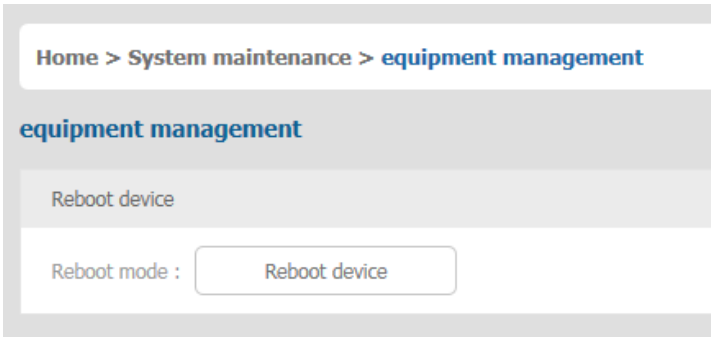 Home > System maintenance > equipment management
equipment management
Reboot device
Reboot mode : Reboot device